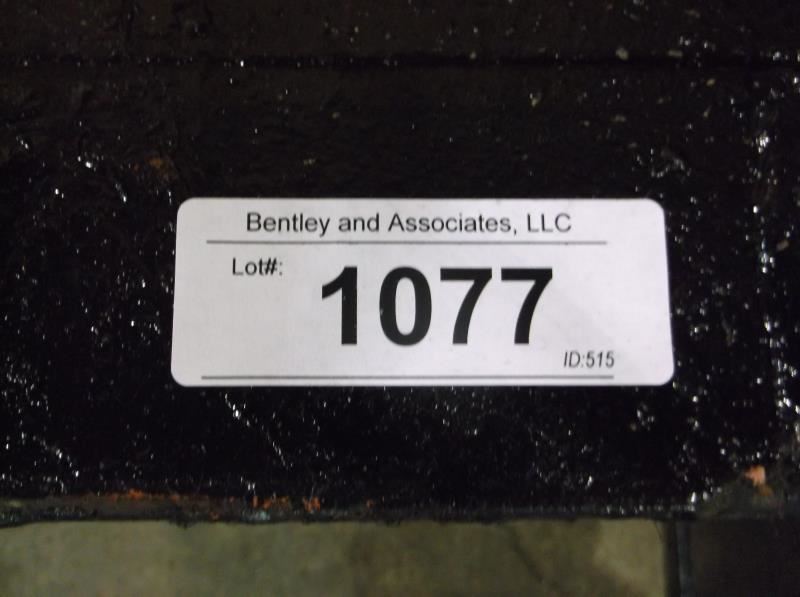 Bentley and Associates, LLC
Lot#: 1077
ID:515